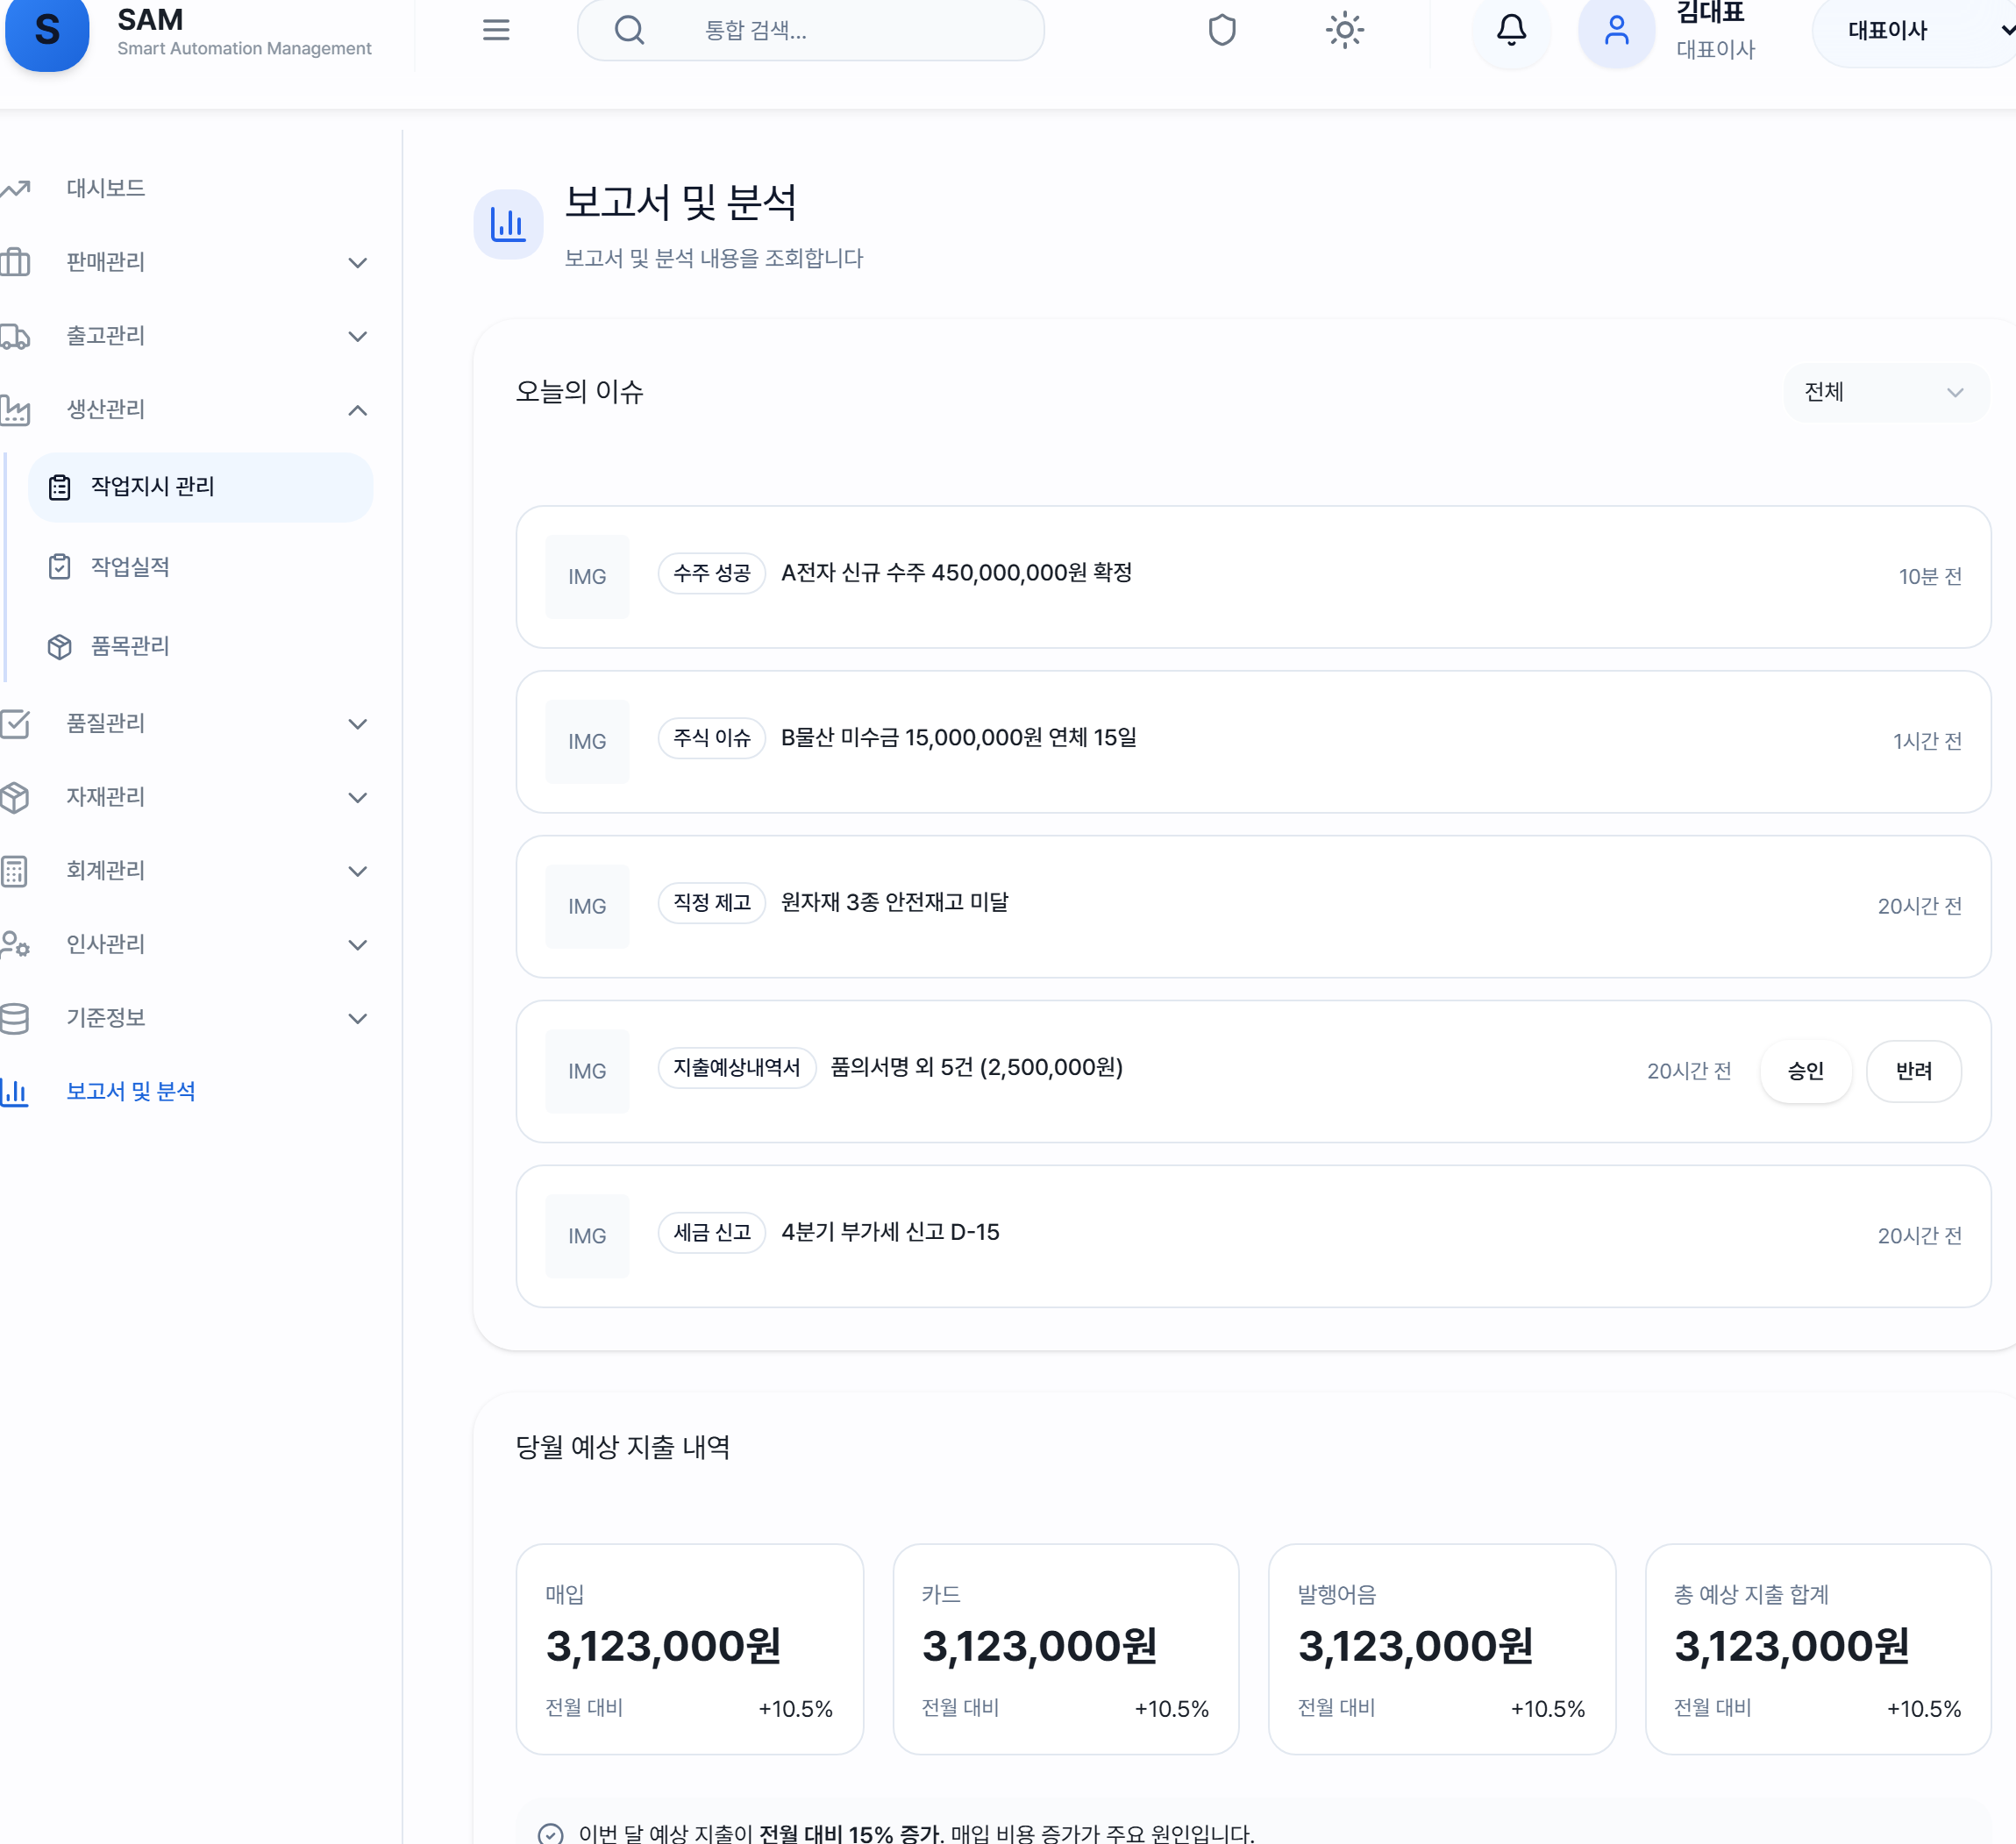 S
SAM
Smart Automation Management
통합 검색...
김대표
대표이사
대표이사
대시보드
판매관리
출고관리
생산관리
작업지시 관리
작업실적
품목관리
품질관리
자재관리
회계관리
인사관리
기준정보
보고서 및 분석
보고서 및 분석
보고서 및 분석 내용을 조회합니다
오늘의 이슈
전체
IMG 수주 성공 A전자 신규 수주 450,000,000원 확정 10분 전
IMG 주식 이슈 B물산 미수금 15,000,000원 연체 15일 1시간 전
IMG 직정 제고 원자재 3종 안전재고 미달 20시간 전
IMG 지출예상내역서 품의서명 외 5건 (2,500,000원) 20시간 전 승인 반려
IMG 세금 신고 4분기 부가세 신고 D-15 20시간 전
당월 예상 지출 내역
매입
3,123,000원
전월 대비 +10.5%
카드
3,123,000원
전월 대비 +10.5%
발행어음
3,123,000원
전월 대비 +10.5%
총 예상 지출 합계
3,123,000원
전월 대비 +10.5%
이번 달 예상 지출이 전월 대비 15% 증가. 매입 비용 증가가 주요 원인입니다.